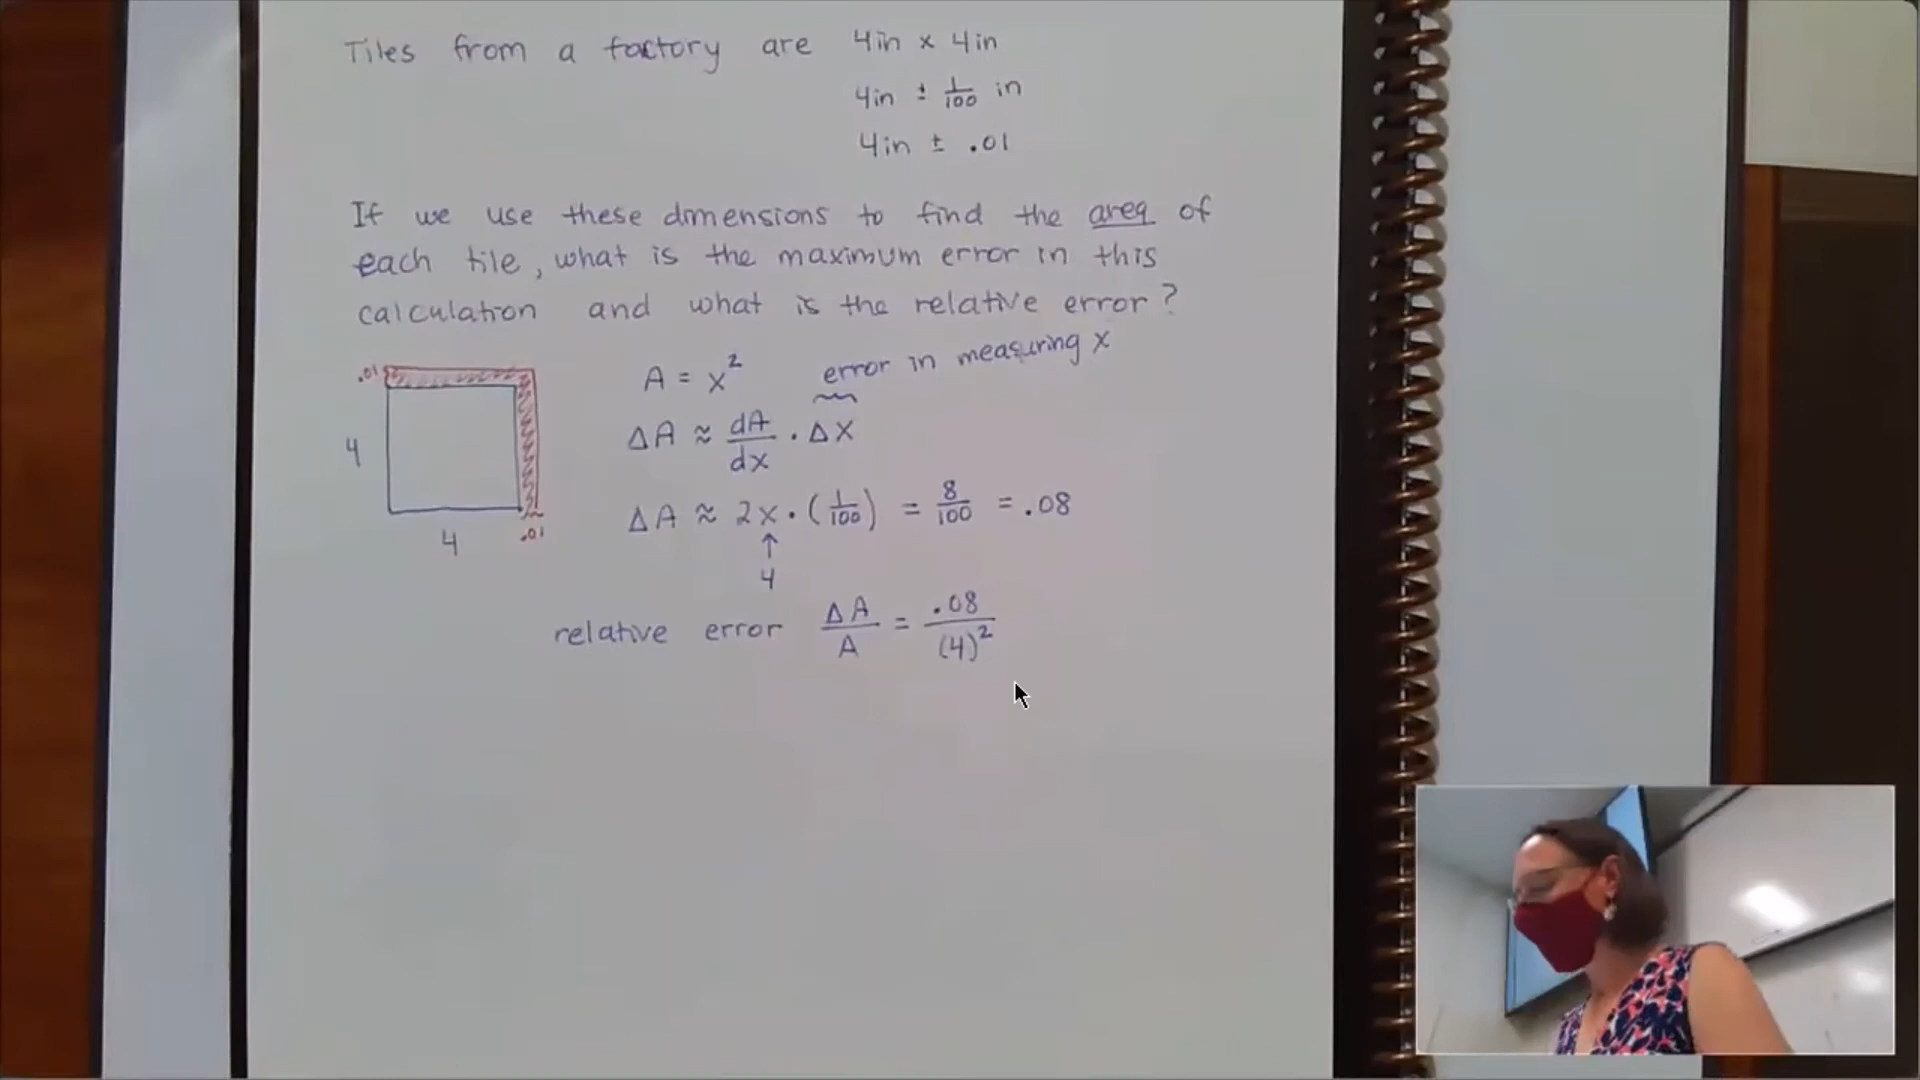 Tiles from a factory are 4in x 4in
4in ± 1/100 in
4in ± .01
If we use these dimensions to find the area of
each tile, what is the maximum error in this
calculation and what is the relative error?
error in measuring x
A = x²
.01
ΔA ≈ dA/dx · Δx
4
ΔA ≈ 2x · (1/100) = 8/100 = .08
4 .01
↑
4
relative error ΔA/A = .08/(4)²